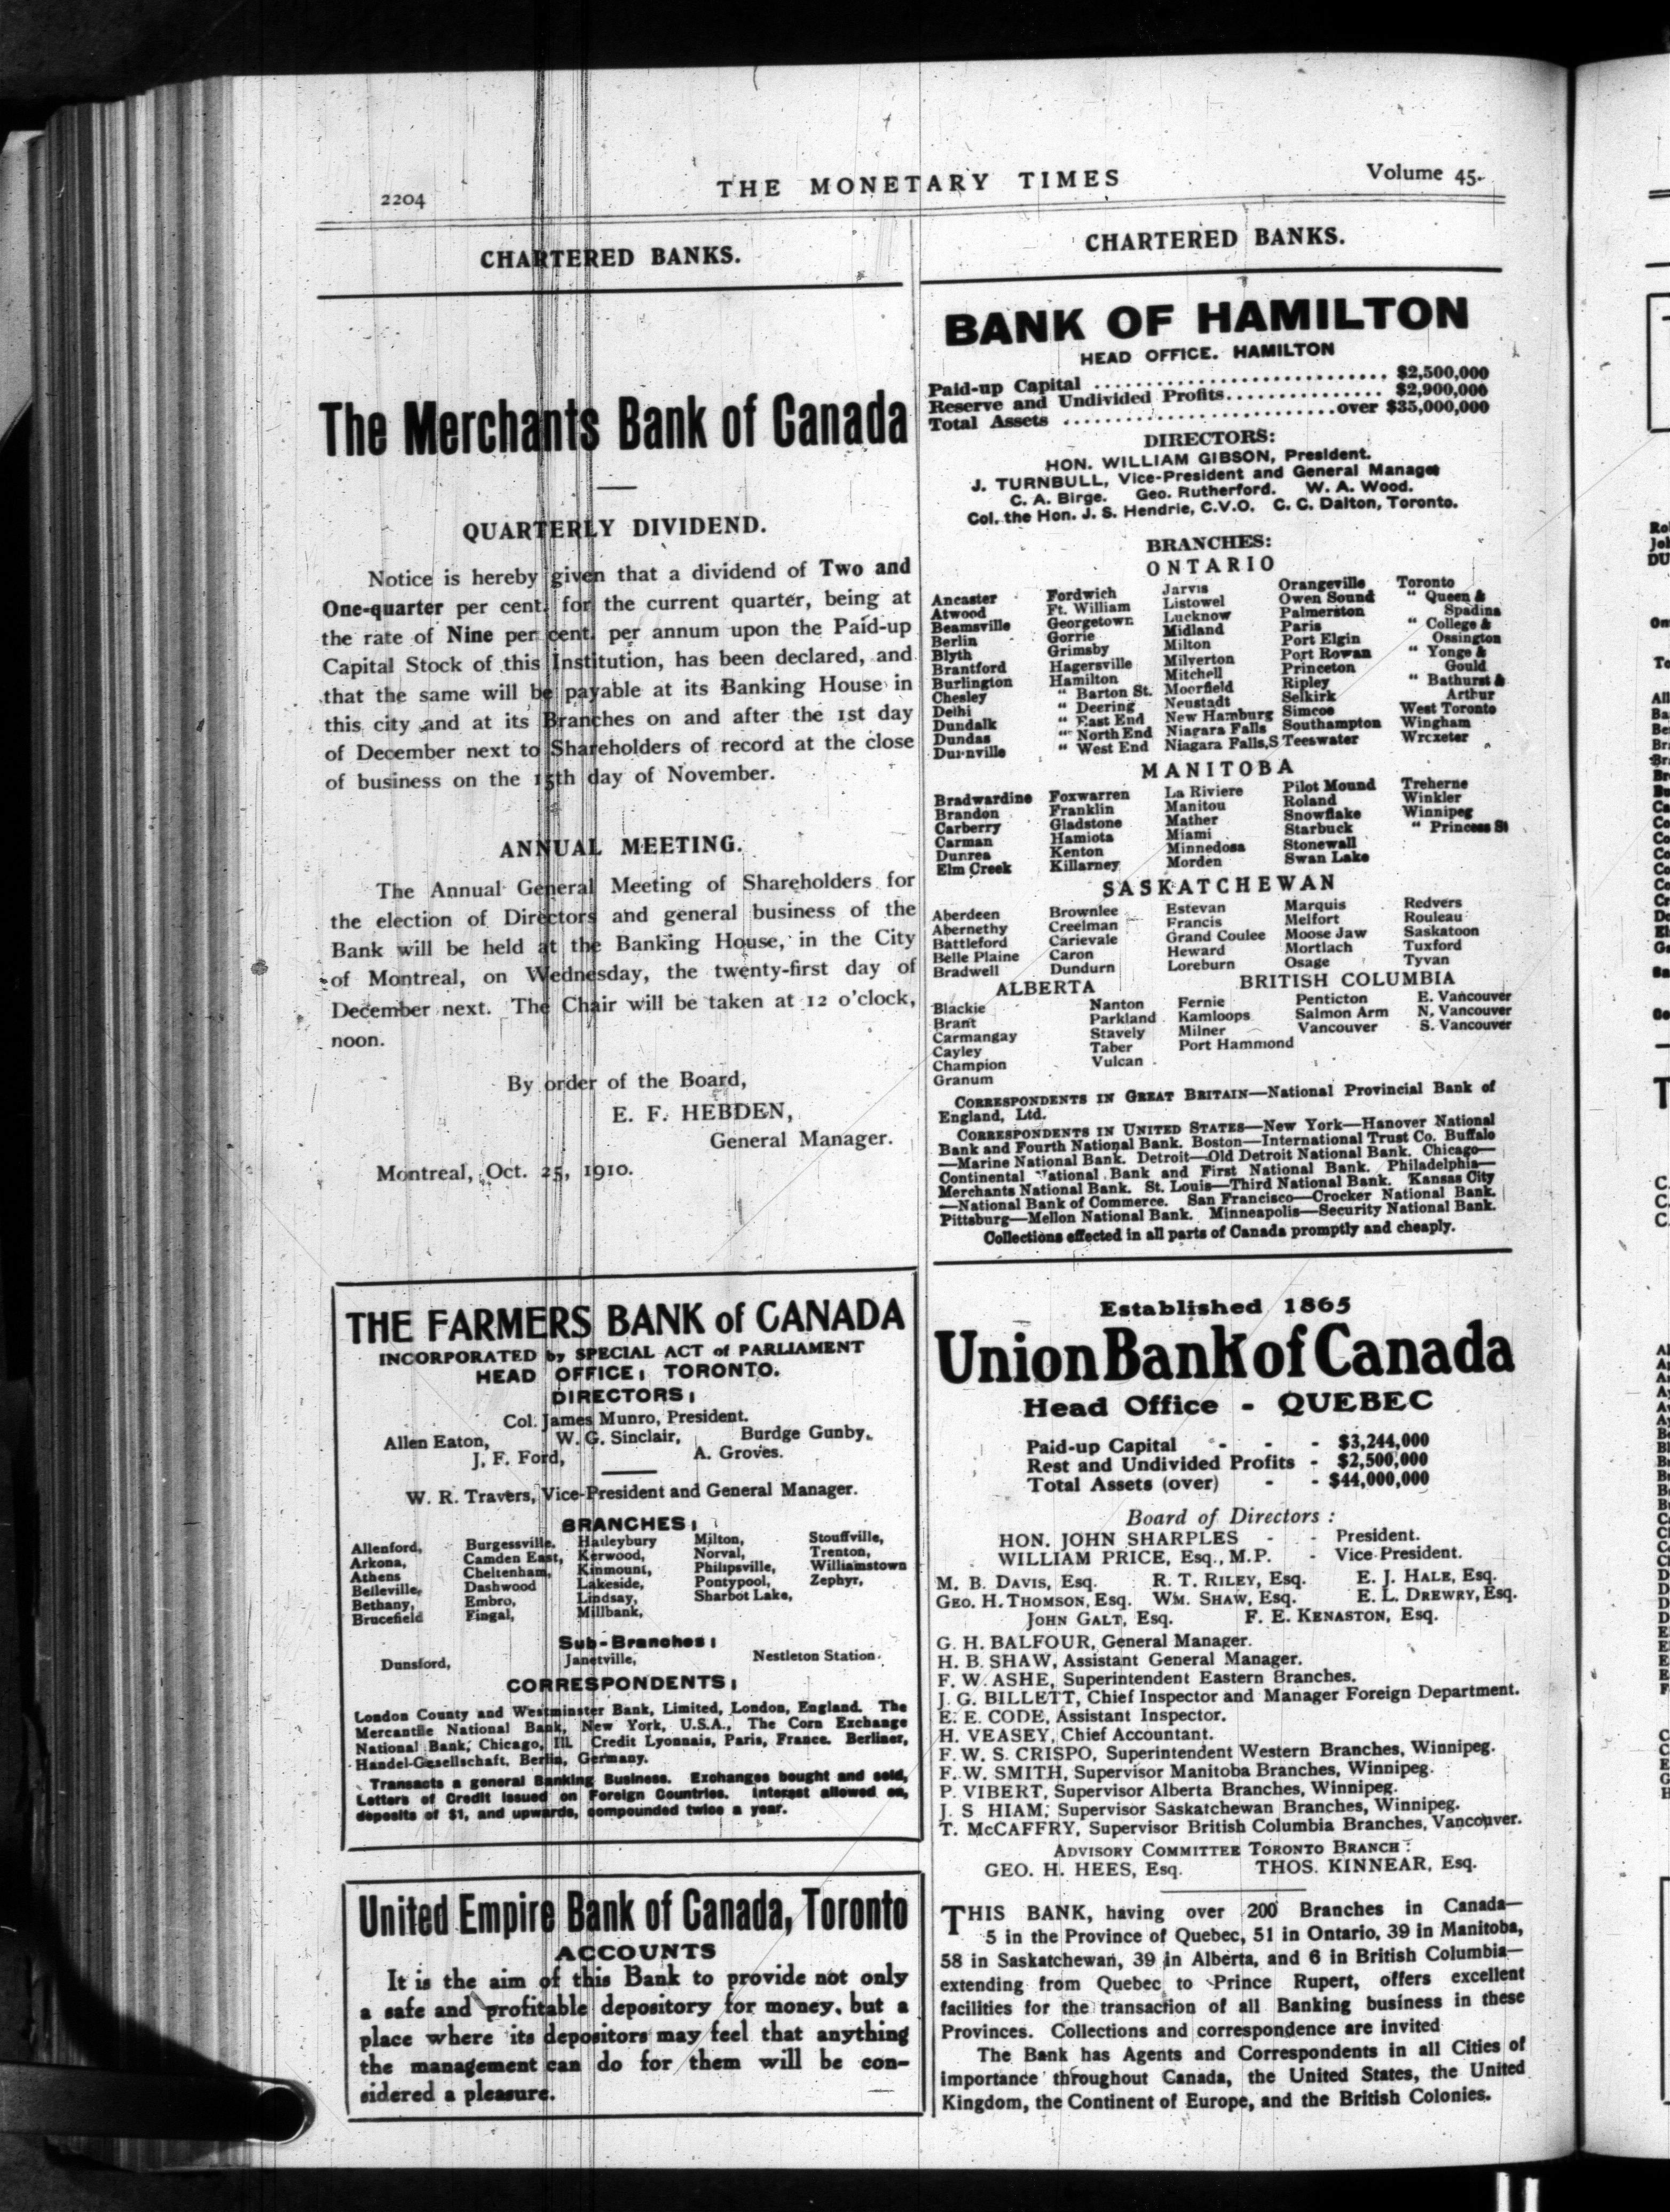 2204
THE MONETARY TIMES
Volume 45.
CHARTERED BANKS.
The Merchants Bank of Canada
QUARTERLY DIVIDEND.
Notice is hereby given that a dividend of Two and
One-quarter per cent. for the current quarter, being at
the rate of Nine per cent. per annum upon the Paid-up
Capital Stock of this Institution, has been declared, and
that the same will be payable at its Banking House in
this city and at its Branches on and after the 1st day
of December next to Shareholders of record at the close
of business on the 15th day of November.
ANNUAL MEETING.
The Annual General Meeting of Shareholders for
the election of Directors and general business of the
Bank will be held at the Banking House, in the City
of Montreal, on Wednesday, the twenty-first day of
December next. The Chair will be taken at 12 o'clock,
noon.
By order of the Board,
E. F. HEBDEN,
General Manager.
Montreal, Oct. 25, 1910.
THE FARMERS BANK of CANADA
INCORPORATED by SPECIAL ACT of PARLIAMENT
HEAD OFFICE; TORONTO.
DIRECTORS;
Col. James Munro, President.
Allen Eaton, W. G. Sinclair, Burdge Gunby,
J. F. Ford, A. Groves.
W. R. Travers, Vice-President and General Manager.
BRANCHES;
Allenford, Burgessville, Haileybury Milton, Stouffville,
Arkona, Camden East, Kerwood, Norval, Trenton,
Athens Cheltenham, Kinmount, Philipsville, Williamstown
Belleville, Dashwood Lakeside, Pontypool, Zephyr,
Bethany, Embro, Lindsay, Sharbot Lake,
Brucefield Fingal, Millbank,
Sub-Branches;
Dunsford, Janetville, Nestleton Station.
CORRESPONDENTS;
London County and Westminster Bank, Limited, London, England. The
Mercantile National Bank, New York, U.S.A., The Corn Exchange
National Bank, Chicago, Ill. Credit Lyonnais, Paris, France. Berliner,
Handel-Gesellschaft, Berlin, Germany.
Transacts a general Banking Business. Exchanges bought and sold,
Letters of Credit issued on Foreign Countries. Interest allowed on,
deposits of $1, and upwards, compounded twice a year.
United Empire Bank of Canada, Toronto
ACCOUNTS
It is the aim of this Bank to provide not only
a safe and profitable depository for money, but a
place where its depositors may feel that anything
the management can do for them will be con-
sidered a pleasure.
CHARTERED BANKS.
BANK OF HAMILTON
HEAD OFFICE. HAMILTON
Paid-up Capital .............................. $2,500,000
Reserve and Undivided Profits................ $2,900,000
Total Assets ............................over $35,000,000
DIRECTORS:
HON. WILLIAM GIBSON, President.
J. TURNBULL, Vice-President and General Manager
C. A. Birge. Geo. Rutherford. W. A. Wood.
Col. the Hon. J. S. Hendrie, C.V.O. C. C. Dalton, Toronto.
BRANCHES:
ONTARIO
Ancaster Fordwich Jarvis Orangeville Toronto
Atwood Ft. William Listowel Owen Sound " Queen &
Beamsville Georgetown Lucknow Palmerston Spadina
Berlin Gorrie Midland Paris " College &
Blyth Grimsby Milton Port Elgin Ossington
Brantford Hagersville Milverton Port Rowan " Yonge &
Burlington Hamilton Mitchell Princeton Gould
Chesley " Barton St. Moorfield Ripley " Bathurst &
Delhi " Deering Neustadt Selkirk Arthur
Dundalk " East End New Hamburg Simcoe West Toronto
Dundas " North End Niagara Falls Southampton Wingham
Dunnville " West End Niagara Falls,S Teeswater Wroxeter
MANITOBA
Bradwardine Foxwarren La Riviere Pilot Mound Treherne
Brandon Franklin Manitou Roland Winkler
Carberry Gladstone Mather Snowflake Winnipeg
Carman Hamiota Miami Starbuck " Princess St
Dunrea Kenton Minnedosa Stonewall
Elm Creek Killarney Morden Swan Lake
SASKATCHEWAN
Aberdeen Brownlee Estevan Marquis Redvers
Abernethy Creelman Francis Melfort Rouleau
Battleford Carievale Grand Coulee Moose Jaw Saskatoon
Belle Plaine Caron Heward Mortlach Tuxford
Bradwell Dundurn Loreburn Osage Tyvan
ALBERTA BRITISH COLUMBIA
Blackie Nanton Fernie Penticton E. Vancouver
Brant Parkland Kamloops Salmon Arm N. Vancouver
Carmangay Stavely Milner Vancouver S. Vancouver
Cayley Taber Port Hammond
Champion Vulcan
Granum
CORRESPONDENTS IN GREAT BRITAIN—National Provincial Bank of
England, Ltd.
CORRESPONDENTS IN UNITED STATES—New York—Hanover National
Bank and Fourth National Bank. Boston—International Trust Co. Buffalo
—Marine National Bank. Detroit—Old Detroit National Bank. Chicago—
Continental National Bank and First National Bank. Philadelphia—
Merchants National Bank. St. Louis—Third National Bank. Kansas City
—National Bank of Commerce. San Francisco—Crocker National Bank.
Pittsburg—Mellon National Bank. Minneapolis—Security National Bank.
Collections effected in all parts of Canada promptly and cheaply.
Established 1865
Union Bank of Canada
Head Office - QUEBEC
Paid-up Capital - - - $3,244,000
Rest and Undivided Profits - $2,500,000
Total Assets (over) - - $44,000,000
Board of Directors :
HON. JOHN SHARPLES - - President.
WILLIAM PRICE, Esq., M.P. - Vice-President.
M. B. DAVIS, Esq. R. T. RILEY, Esq. E. J. HALE, Esq.
GEO. H. THOMSON, Esq. WM. SHAW, Esq. E. L. DREWRY, Esq.
JOHN GALT, Esq. F. E. KENASTON, Esq.
G. H. BALFOUR, General Manager.
H. B. SHAW, Assistant General Manager.
F. W. ASHE, Superintendent Eastern Branches.
J. G. BILLETT, Chief Inspector and Manager Foreign Department.
E. E. CODE, Assistant Inspector.
H. VEASEY, Chief Accountant.
F. W. S. CRISPO, Superintendent Western Branches, Winnipeg.
F. W. SMITH, Supervisor Manitoba Branches, Winnipeg.
P. VIBERT, Supervisor Alberta Branches, Winnipeg.
J. S HIAM, Supervisor Saskatchewan Branches, Winnipeg.
T. McCAFFRY, Supervisor British Columbia Branches, Vancouver.
ADVISORY COMMITTEE TORONTO BRANCH :
GEO. H. HEES, Esq. THOS. KINNEAR, Esq.
THIS BANK, having over 200 Branches in Canada—
5 in the Province of Quebec, 51 in Ontario, 39 in Manitoba,
58 in Saskatchewan, 39 in Alberta, and 6 in British Columbia—
extending from Quebec to Prince Rupert, offers excellent
facilities for the transaction of all Banking business in these
Provinces. Collections and correspondence are invited
The Bank has Agents and Correspondents in all Cities of
importance throughout Canada, the United States, the United
Kingdom, the Continent of Europe, and the British Colonies.